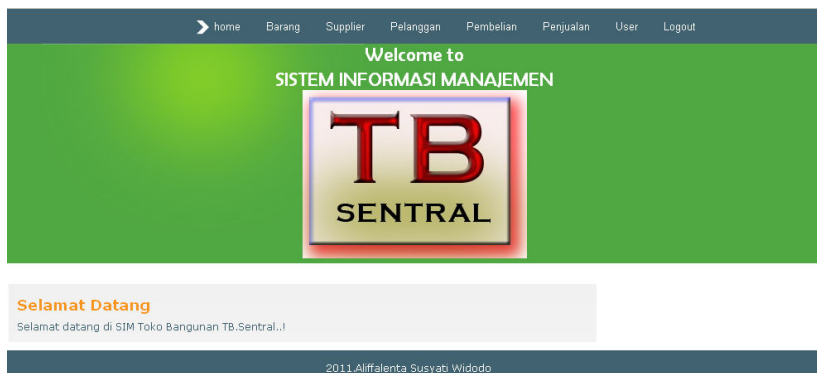 home Barang Supplier Pelanggan Pembelian Penjualan User Logout
Welcome to
SISTEM INFORMASI MANAJEMEN
TB
SENTRAL
Selamat Datang
Selamat datang di SIM Toko Bangunan TB.Sentral..!
2011.Aliffalenta Susyati Widodo